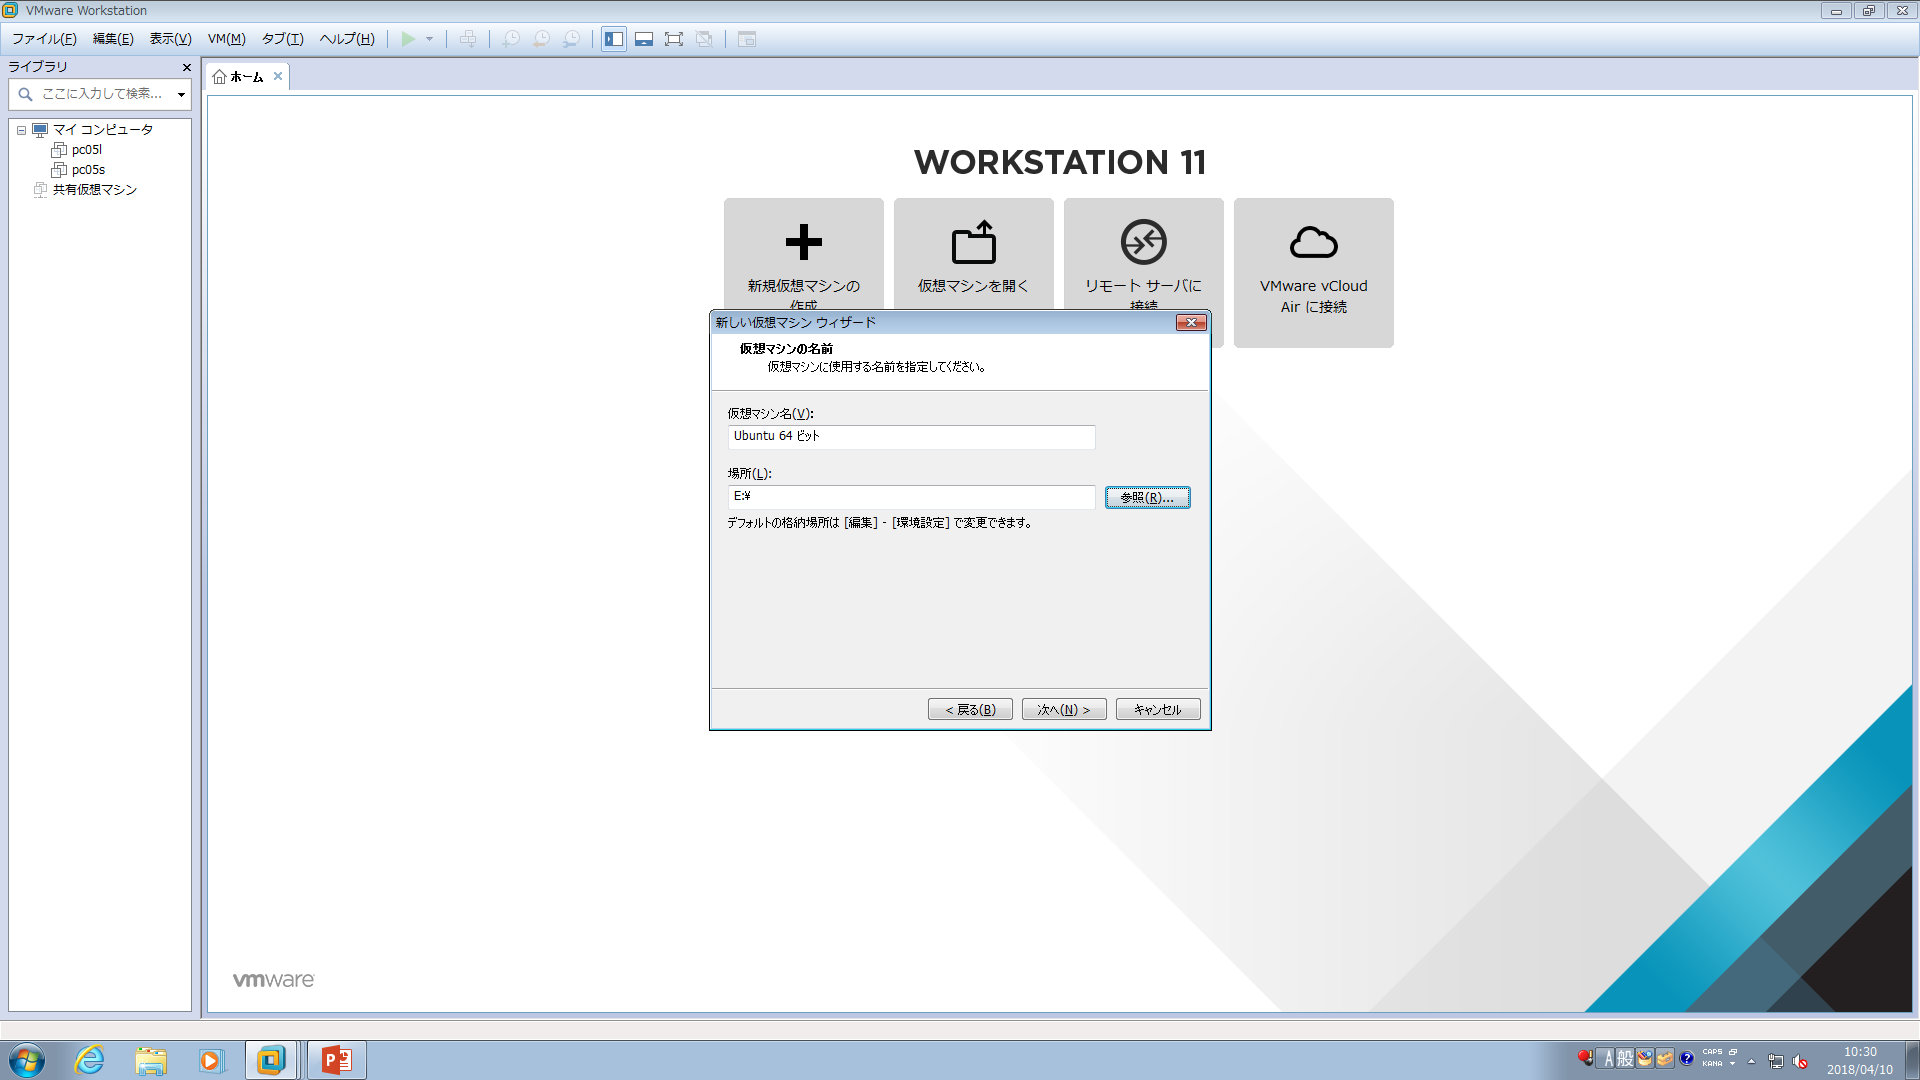 VMware Workstation
ファイル(F) 編集(E) 表示(V) VM(M) タブ(T) ヘルプ(H)
ライブラリ
ここに入力して検索...
マイ コンピュータ
pc05l
pc05s
共有仮想マシン
ホーム
WORKSTATION 11
新規仮想マシンの
作成
仮想マシンを開く
リモート サーバに
接続
VMware vCloud
Air に接続
新しい仮想マシン ウィザード
仮想マシンの名前
仮想マシンに使用する名前を指定してください。
仮想マシン名(V):
Ubuntu 64 ビット
場所(L):
E:¥
参照(R)...
デフォルトの格納場所は [編集] - [環境設定] で変更できます。
< 戻る(B)
次へ(N) >
キャンセル
vmware
A 般
CAPS
KANA
10:30
2018/04/10